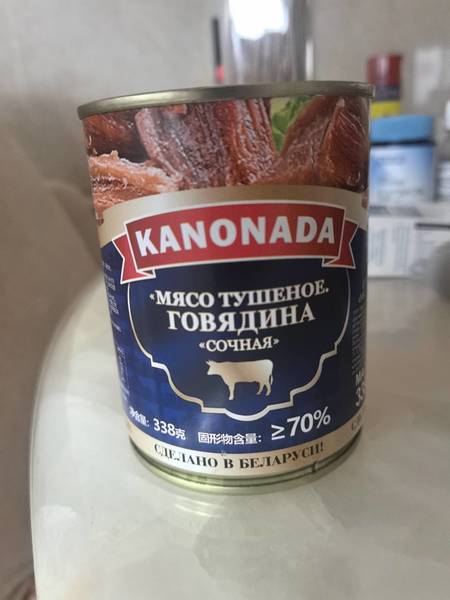 KANONADA
«МЯСО ТУШЕНОЕ.
ГОВЯДИНА
«СОЧНАЯ»
净含量: 338克 固形物含量: ≥70%
СДЕЛАНО В БЕЛАРУСИ!